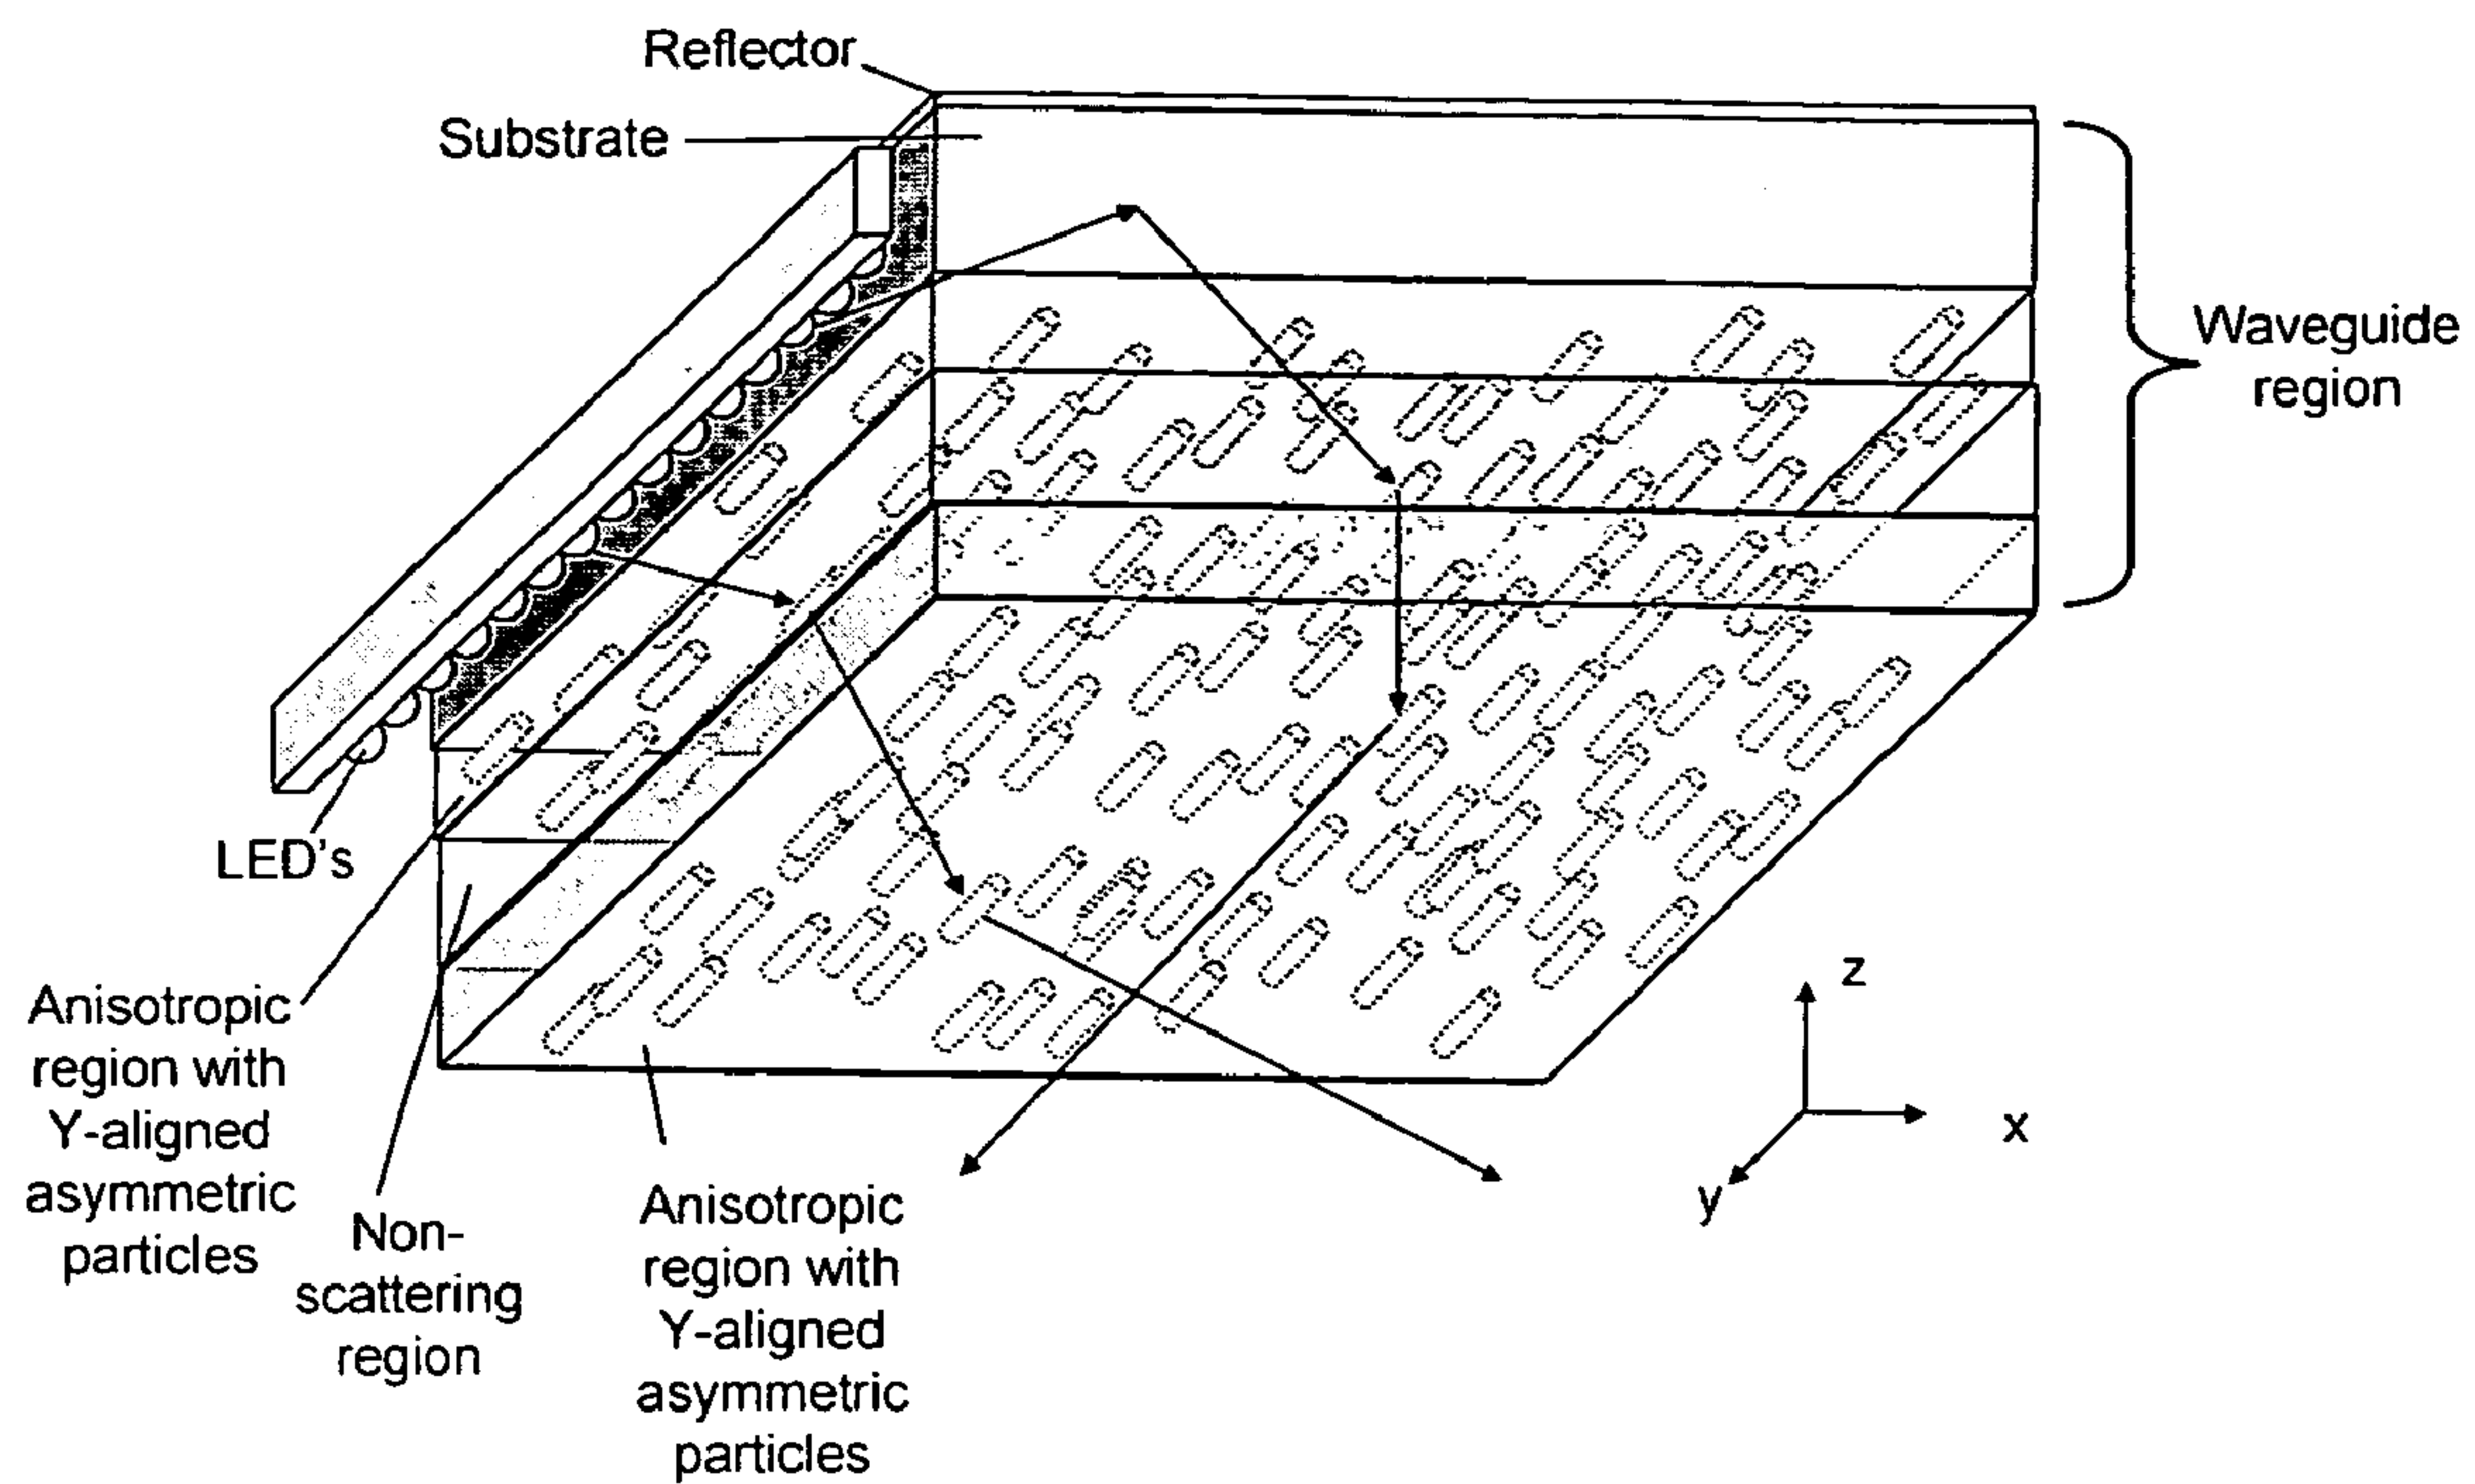 Reflector
Substrate
Waveguide
region
LED's
Anisotropic
region with
Y-aligned
asymmetric
particles
Non-
scattering
region
Anisotropic
region with
Y-aligned
asymmetric
particles
z
x
y